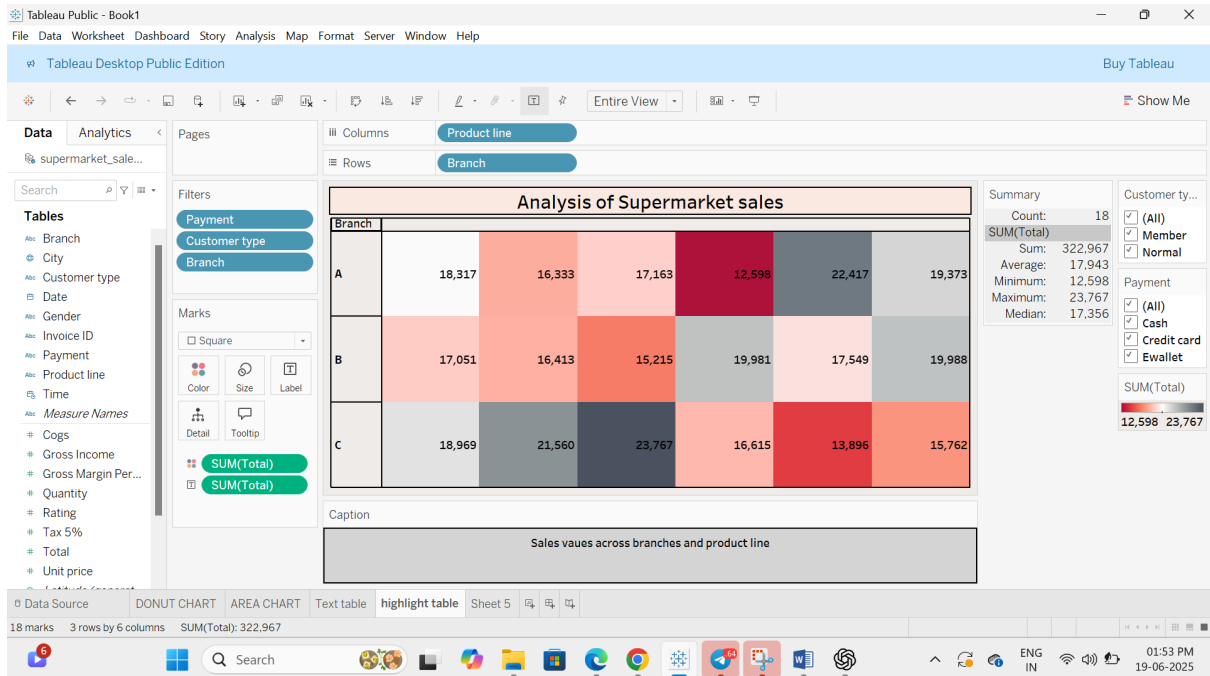 Tableau Public - Book1
File Data Worksheet Dashboard Story Analysis Map Format Server Window Help
Tableau Desktop Public Edition Buy Tableau
Entire View Show Me
Data Analytics
supermarket_sale...
Search
Tables
Abc Branch
City
Abc Customer type
Date
Abc Gender
Abc Invoice ID
Abc Payment
Abc Product line
Time
Abc Measure Names
# Cogs
# Gross Income
# Gross Margin Per...
# Quantity
# Rating
# Tax 5%
# Total
# Unit price
Pages
Filters
Payment
Customer type
Branch
Marks
Square
Color Size Label
Detail Tooltip
SUM(Total)
SUM(Total)
iii Columns Product line
Rows Branch
Analysis of Supermarket sales
Branch
A 18,317 16,333 17,163 12,598 22,417 19,373
B 17,051 16,413 15,215 19,981 17,549 19,988
C 18,969 21,560 23,767 16,615 13,896 15,762
Caption
Sales vaues across branches and product line
Summary
Count: 18
SUM(Total)
Sum: 322,967
Average: 17,943
Minimum: 12,598
Maximum: 23,767
Median: 17,356
Customer ty...
(All)
Member
Normal
Payment
(All)
Cash
Credit card
Ewallet
SUM(Total)
12,598 23,767
Data Source DONUT CHART AREA CHART Text table highlight table Sheet 5
18 marks 3 rows by 6 columns SUM(Total): 322,967
6
Search
64
ENG
IN
01:53 PM
19-06-2025